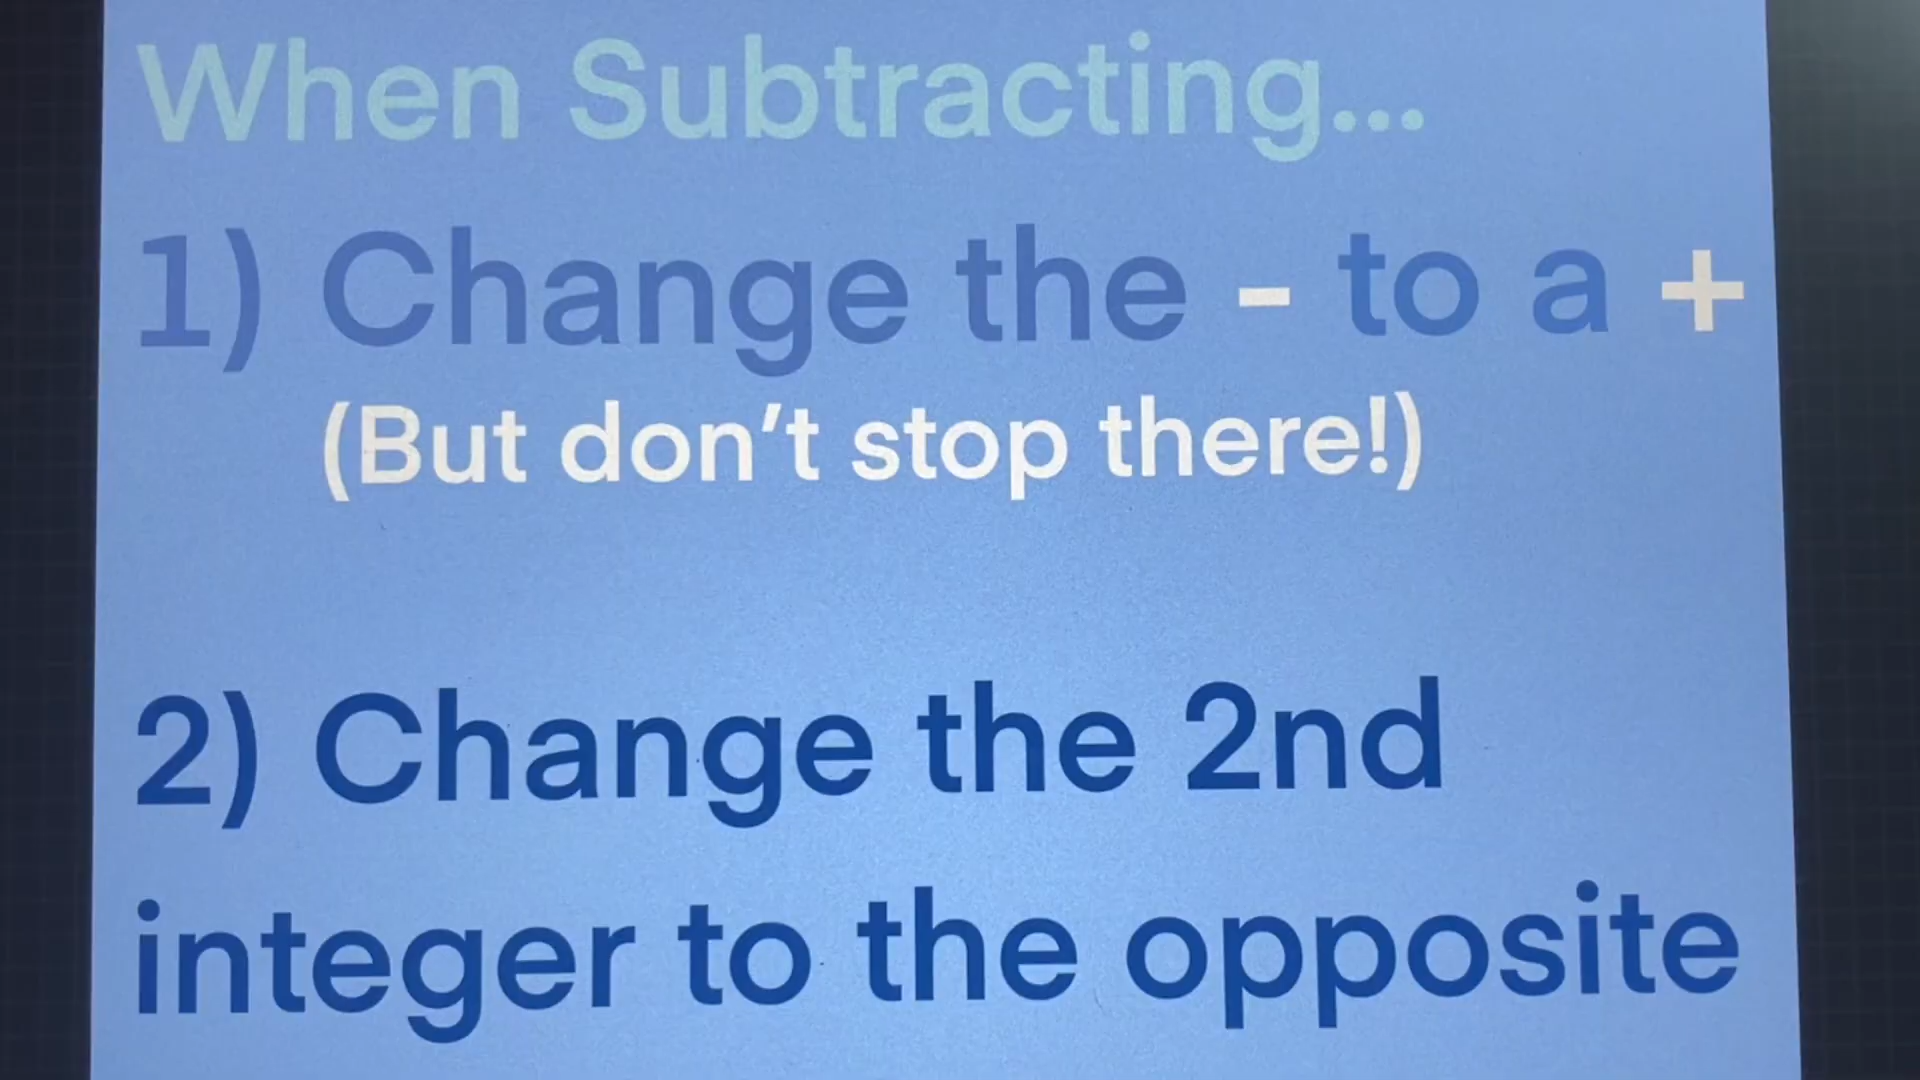 When Subtracting...
1) Change the - to a +
(But don't stop there!)
2) Change the 2nd
integer to the opposite